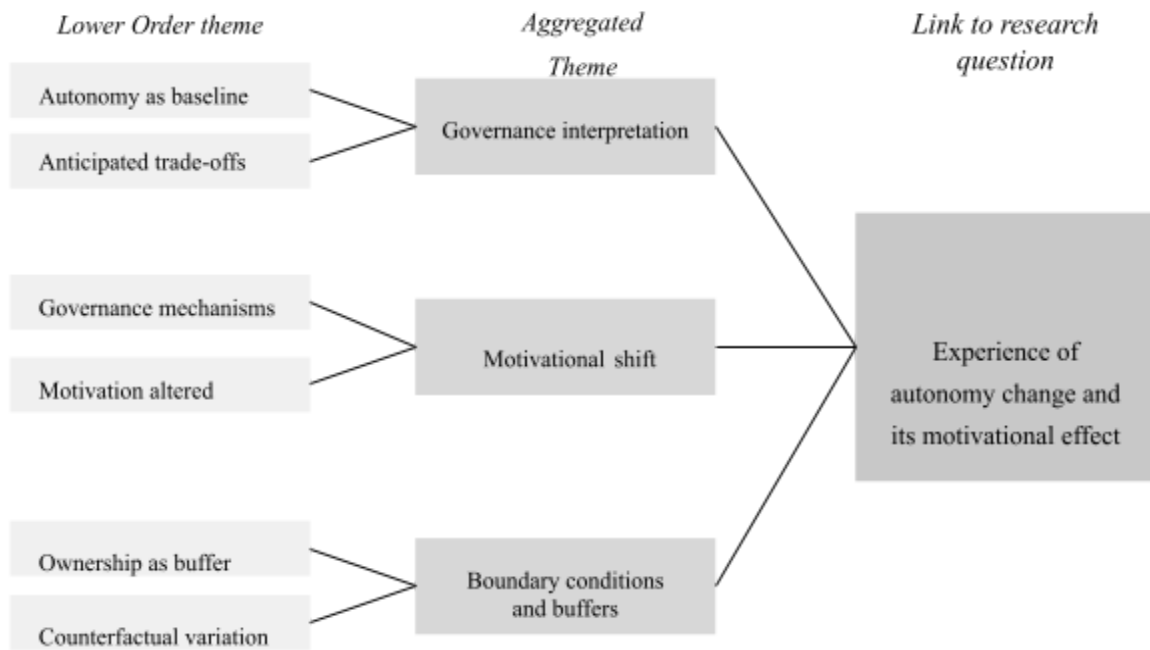 Lower Order theme
Aggregated
Theme
Link to research
question
Autonomy as baseline
Anticipated trade-offs
Governance interpretation
Governance mechanisms
Motivation altered
Motivational shift
Ownership as buffer
Counterfactual variation
Boundary conditions
and buffers
Experience of
autonomy change and
its motivational effect